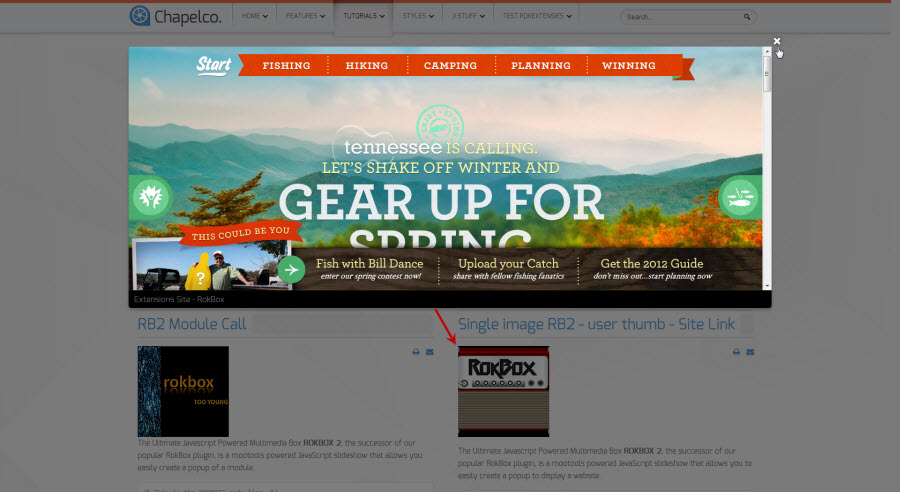 Chapelco.
HOME FEATURES TUTORIALS STYLES J! STUFF TEST ROKEXTENSIONS Search...
Start FISHING HIKING CAMPING PLANNING WINNING
ENJOY SPRING
tennessee IS CALLING.
LET'S SHAKE OFF WINTER AND
GEAR UP FOR
SPRING
THIS COULD BE YOU
?
Fish with Bill Dance Upload your Catch Get the 2012 Guide
enter our spring contest now! share with fellow fishing fanatics don't miss out...start planning now
Extensions Site - RokBox
RB2 Module Call Single image RB2 - user thumb - Site Link
rokbox
TOO YOUNG
ROKBOX
The Ultimate Javascript Powered Multimedia Box ROKBOX 2, the successor of our
popular RokBox plugin, is a mootools powered JavaScript slideshow that allows you
easily create a popup of a module.
The Ultimate Javascript Powered Multimedia Box ROKBOX 2, the successor of our
popular RokBox plugin, is a mootools powered JavaScript slideshow that allows you to
easily create a popup to display a website.